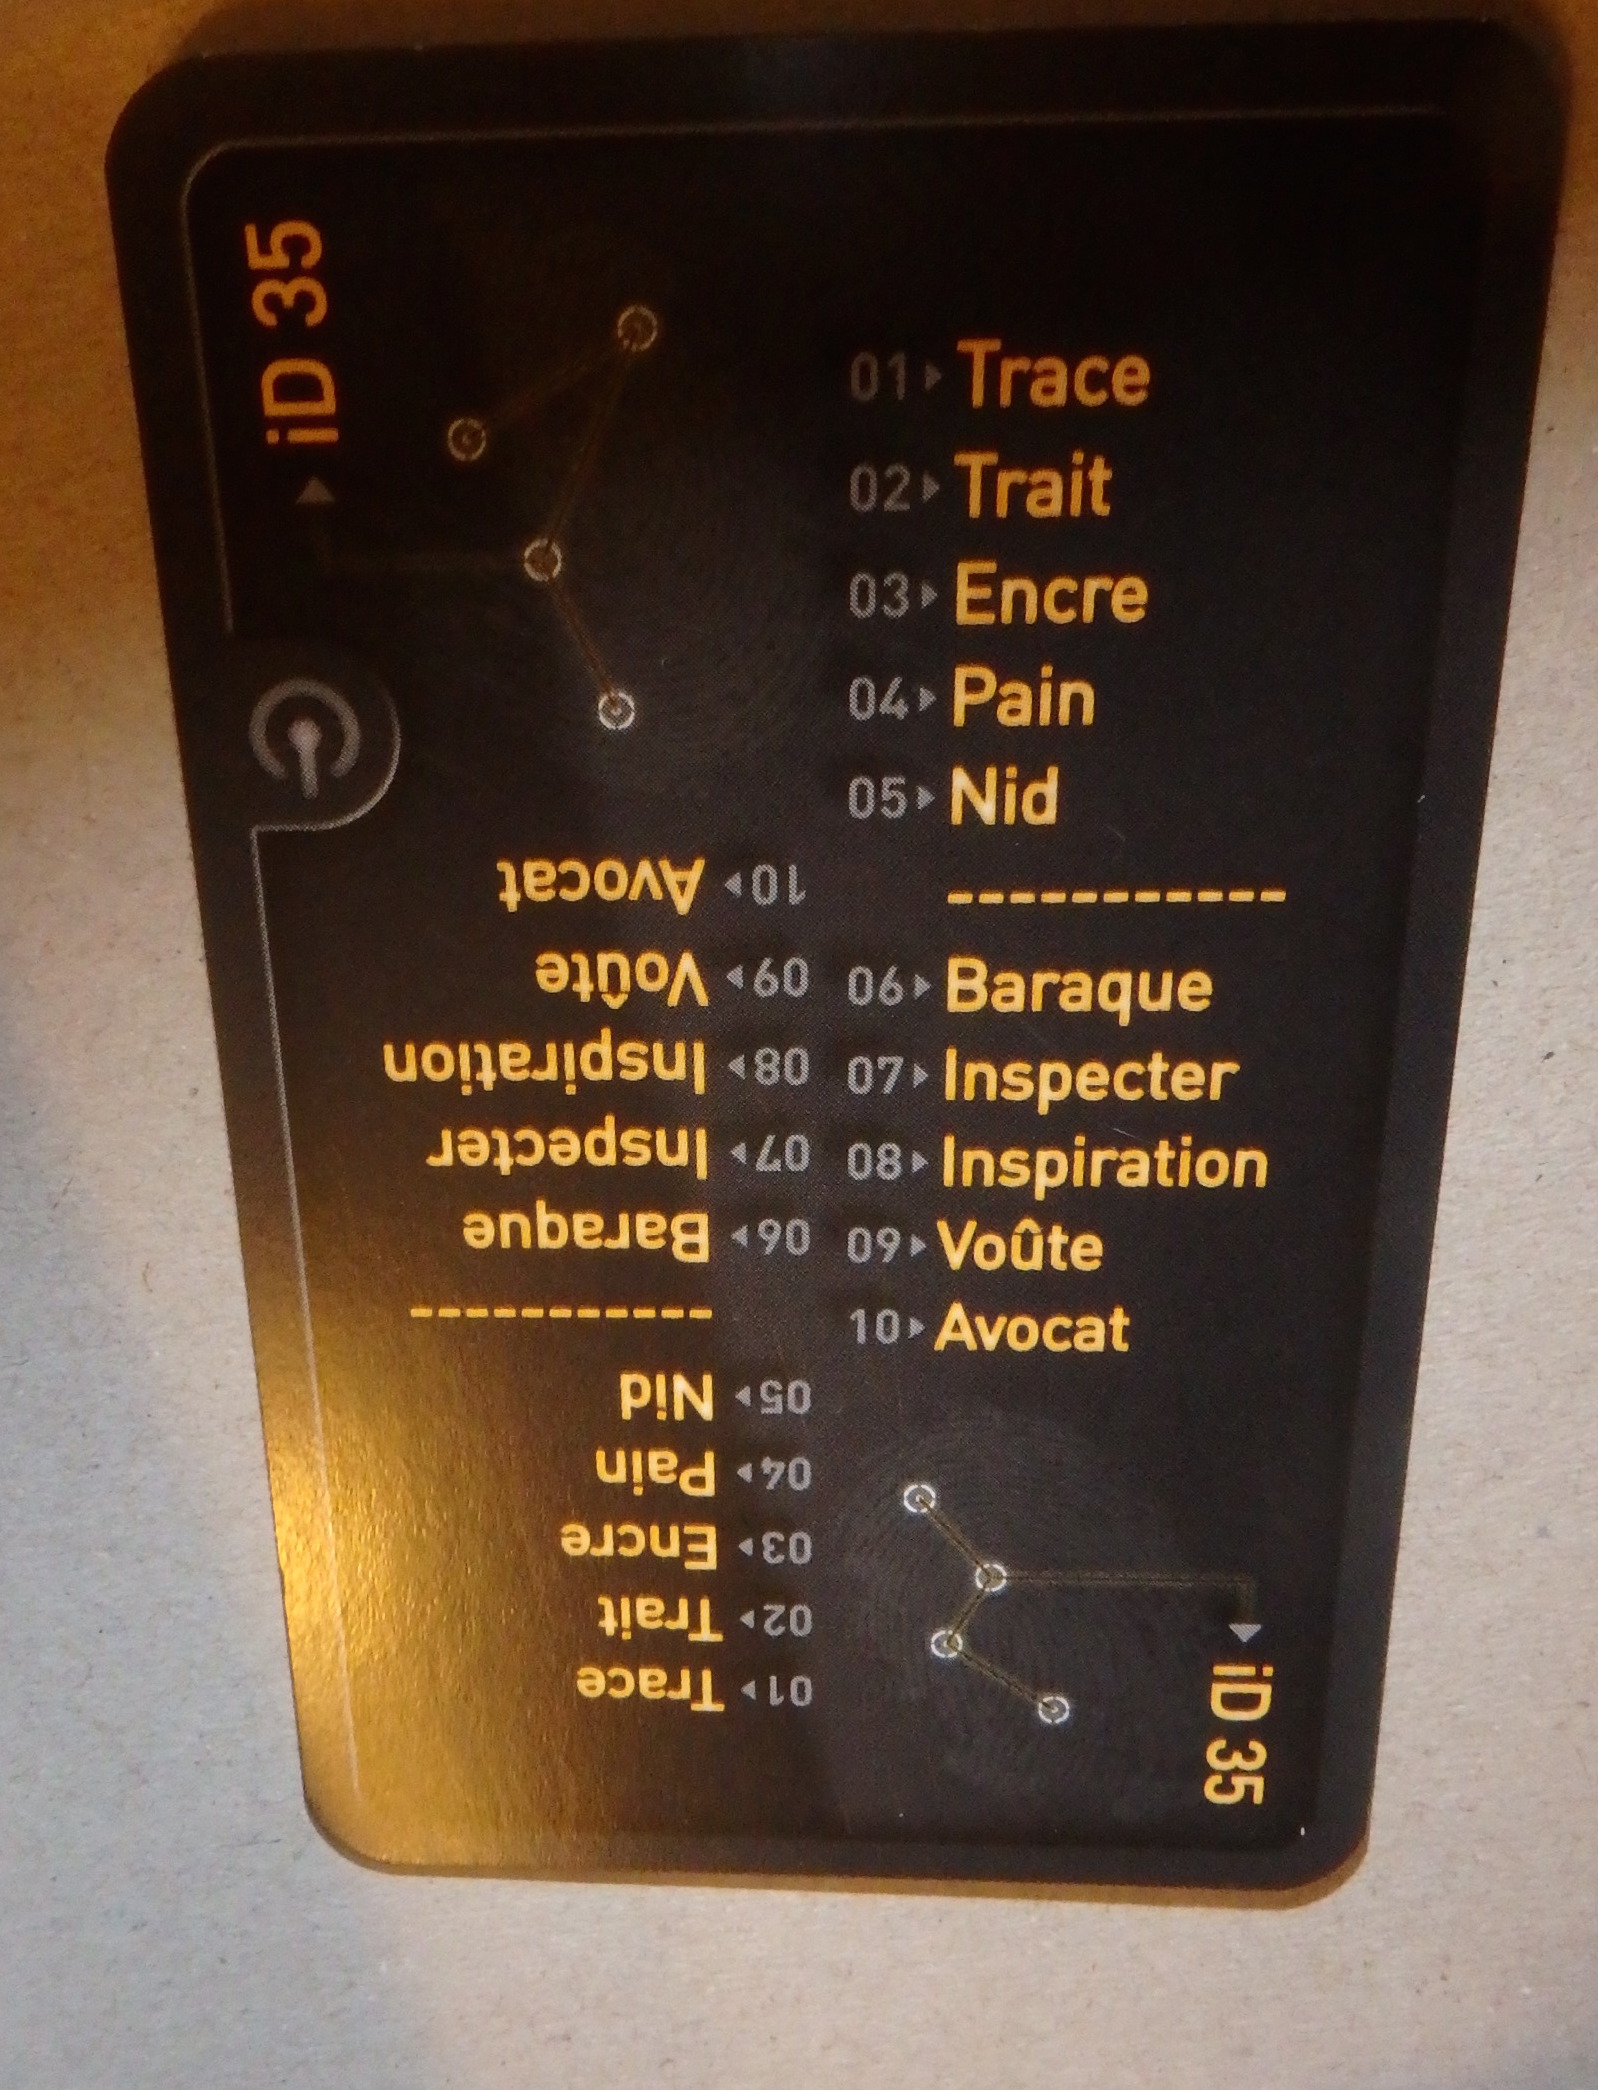 iD 35
01 Trace
02 Trait
03 Encre
04 Pain
05 Nid
-----------
06 Baraque
07 Inspecter
08 Inspiration
09 Voûte
10 Avocat
iD 35
01 Trace
02 Trait
03 Encre
04 Pain
05 Nid
-----------
06 Baraque
07 Inspecter
08 Inspiration
09 Voûte
10 Avocat